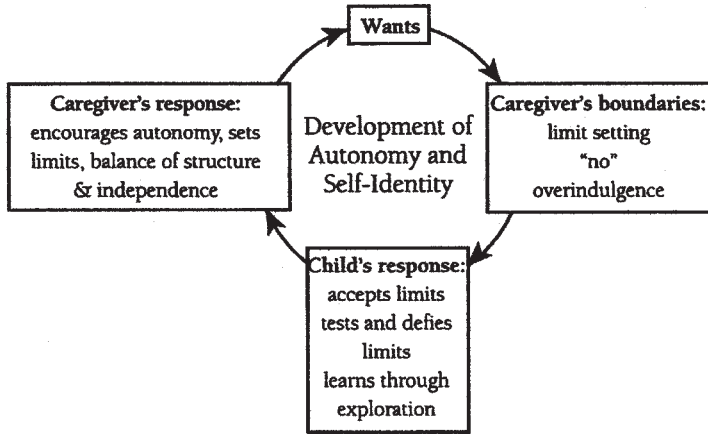 Wants
Caregiver's response:
encourages autonomy, sets
limits, balance of structure
& independence
Development of
Autonomy and
Self-Identity
Caregiver's boundaries:
limit setting
"no"
overindulgence
Child's response:
accepts limits
tests and defies
limits
learns through
exploration